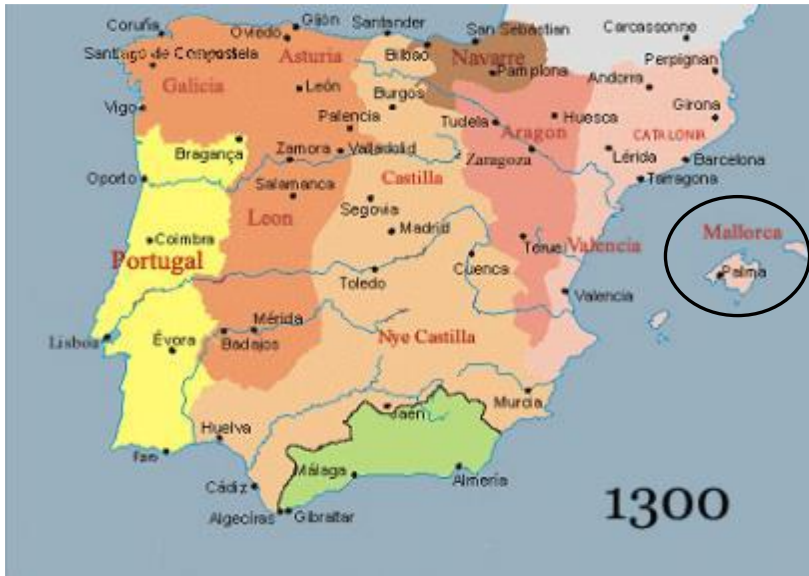 Coruña
Oviedo
Gijón
Santander
San Sebástian
Carcassonne
Santiago de Compostela
Asturia
Bilbao
Navarre
Perpignan
Galicia
León
Pamplona
Andorra
Vigo
Burgos
Girona
Palencia
Tudela
Huesca
Aragon
CATALONIA
Bragança
Zamora
Valladolid
Zaragoza
Lérida
Barcelona
Oporto
Salamanca
Castilla
Tarragona
Segovia
Leon
Madrid
Mallorca
Coimbra
Teruel
Valencia
Portugal
Cuenca
Palma
Toledo
Valencia
Mérida
Lisboa
Évora
Badajos
Nye Castilla
Murcia
Jaén
Huelva
Málaga
Almería
Cádiz
Algeciras
Gibraltar
1300